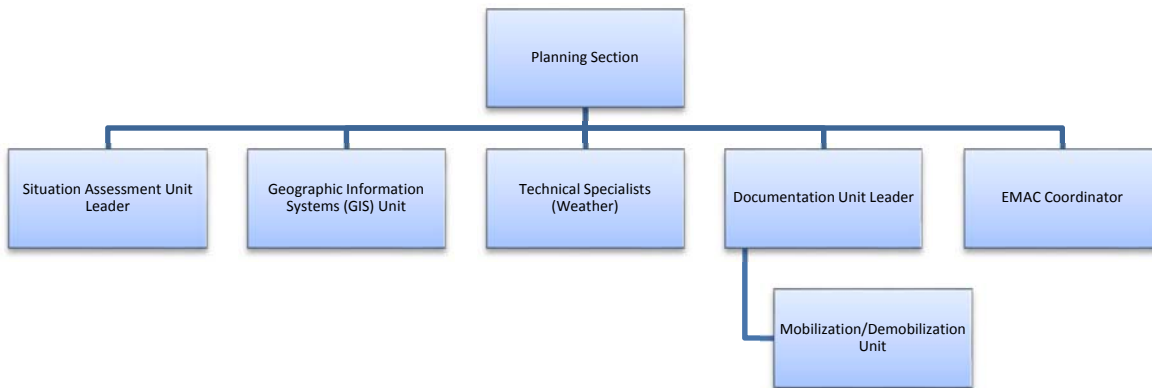 Planning Section
Situation Assessment Unit
Leader
Geographic Information
Systems (GIS) Unit
Technical Specialists
(Weather)
Documentation Unit Leader
EMAC Coordinator
Mobilization/Demobilization
Unit